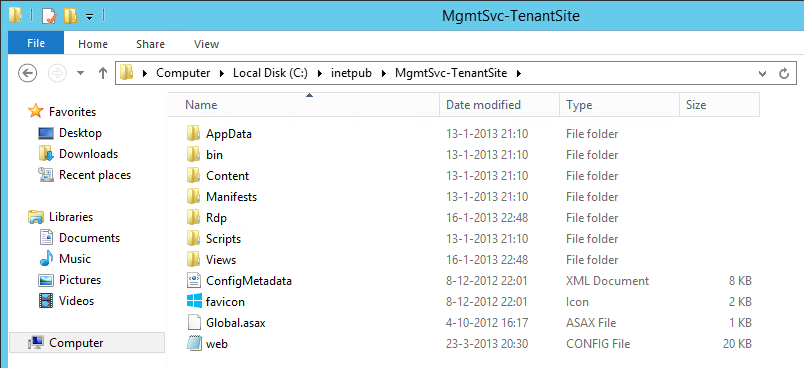 MgmtSvc-TenantSite
File Home Share View
Computer Local Disk (C:) inetpub MgmtSvc-TenantSite
Name Date modified Type Size
Favorites
Desktop
Downloads
Recent places
Libraries
Documents
Music
Pictures
Videos
Computer
AppData 13-1-2013 21:10 File folder
bin 13-1-2013 21:10 File folder
Content 13-1-2013 21:10 File folder
Manifests 13-1-2013 21:10 File folder
Rdp 16-1-2013 22:48 File folder
Scripts 13-1-2013 21:10 File folder
Views 16-1-2013 22:48 File folder
ConfigMetadata 8-12-2012 22:01 XML Document 8 KB
favicon 8-12-2012 22:01 Icon 2 KB
Global.asax 4-10-2012 16:17 ASAX File 1 KB
web 23-3-2013 20:30 CONFIG File 20 KB